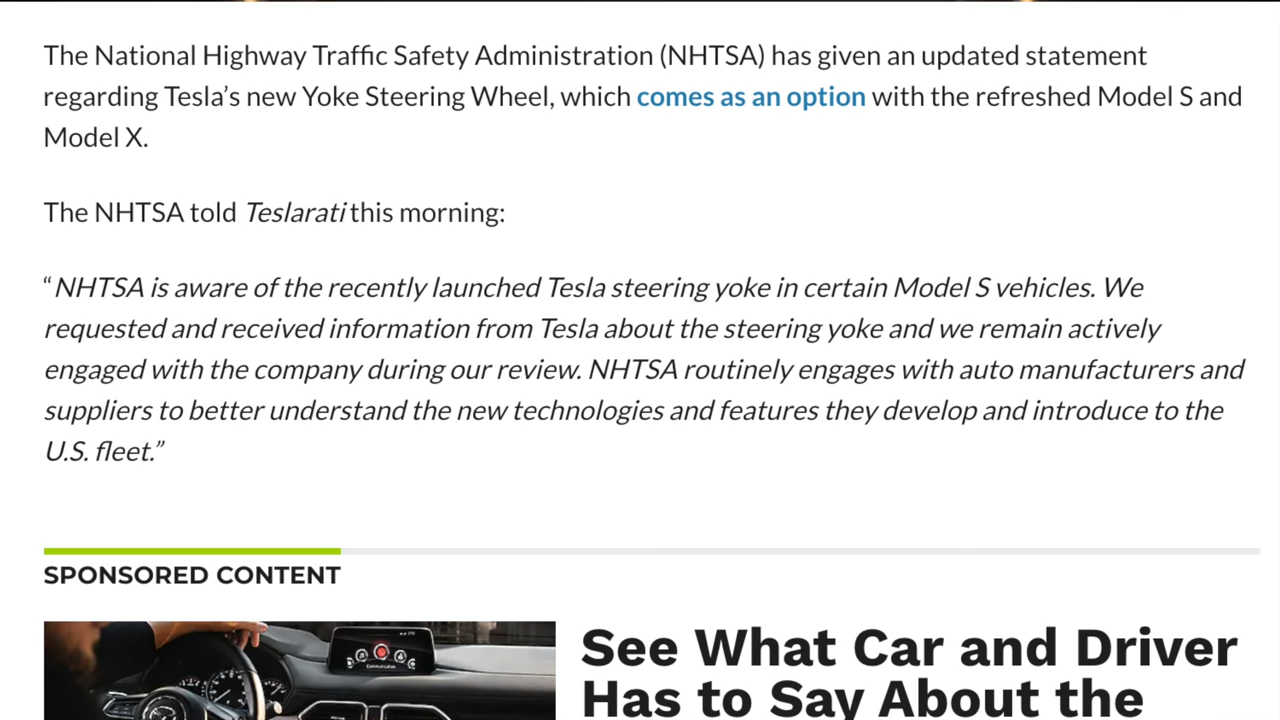 The National Highway Traffic Safety Administration (NHTSA) has given an updated statement
regarding Tesla’s new Yoke Steering Wheel, which comes as an option with the refreshed Model S and
Model X.
The NHTSA told Teslarati this morning:
“NHTSA is aware of the recently launched Tesla steering yoke in certain Model S vehicles. We
requested and received information from Tesla about the steering yoke and we remain actively
engaged with the company during our review. NHTSA routinely engages with auto manufacturers and
suppliers to better understand the new technologies and features they develop and introduce to the
U.S. fleet.”
SPONSORED CONTENT
See What Car and Driver
Has to Say About the